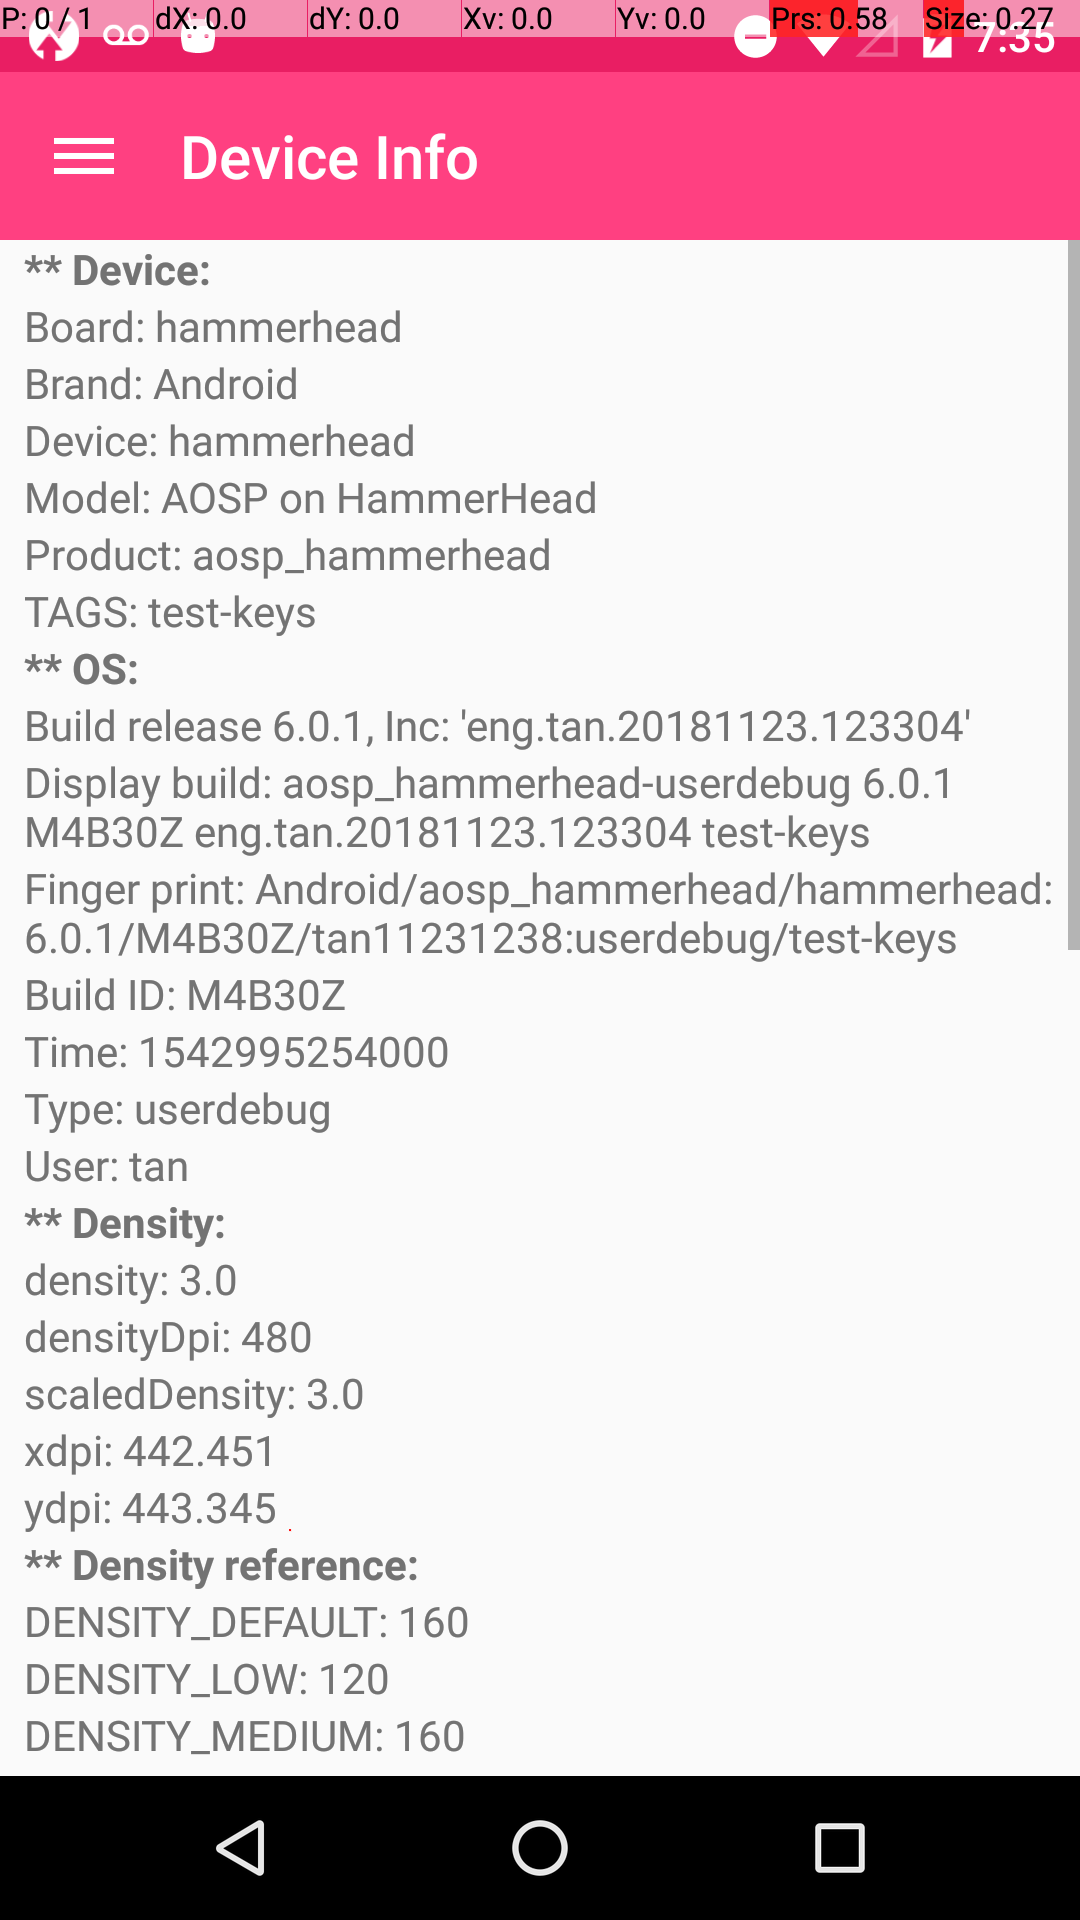 P: 0 / 1 dX: 0.0 dY: 0.0 Xv: 0.0 Yv: 0.0 Prs: 0.58 Size: 0.27
7:35
Device Info
** Device:
Board: hammerhead
Brand: Android
Device: hammerhead
Model: AOSP on HammerHead
Product: aosp_hammerhead
TAGS: test-keys
** OS:
Build release 6.0.1, Inc: 'eng.tan.20181123.123304'
Display build: aosp_hammerhead-userdebug 6.0.1
M4B30Z eng.tan.20181123.123304 test-keys
Finger print: Android/aosp_hammerhead/hammerhead:
6.0.1/M4B30Z/tan11231238:userdebug/test-keys
Build ID: M4B30Z
Time: 1542995254000
Type: userdebug
User: tan
** Density:
density: 3.0
densityDpi: 480
scaledDensity: 3.0
xdpi: 442.451
ydpi: 443.345
** Density reference:
DENSITY_DEFAULT: 160
DENSITY_LOW: 120
DENSITY_MEDIUM: 160